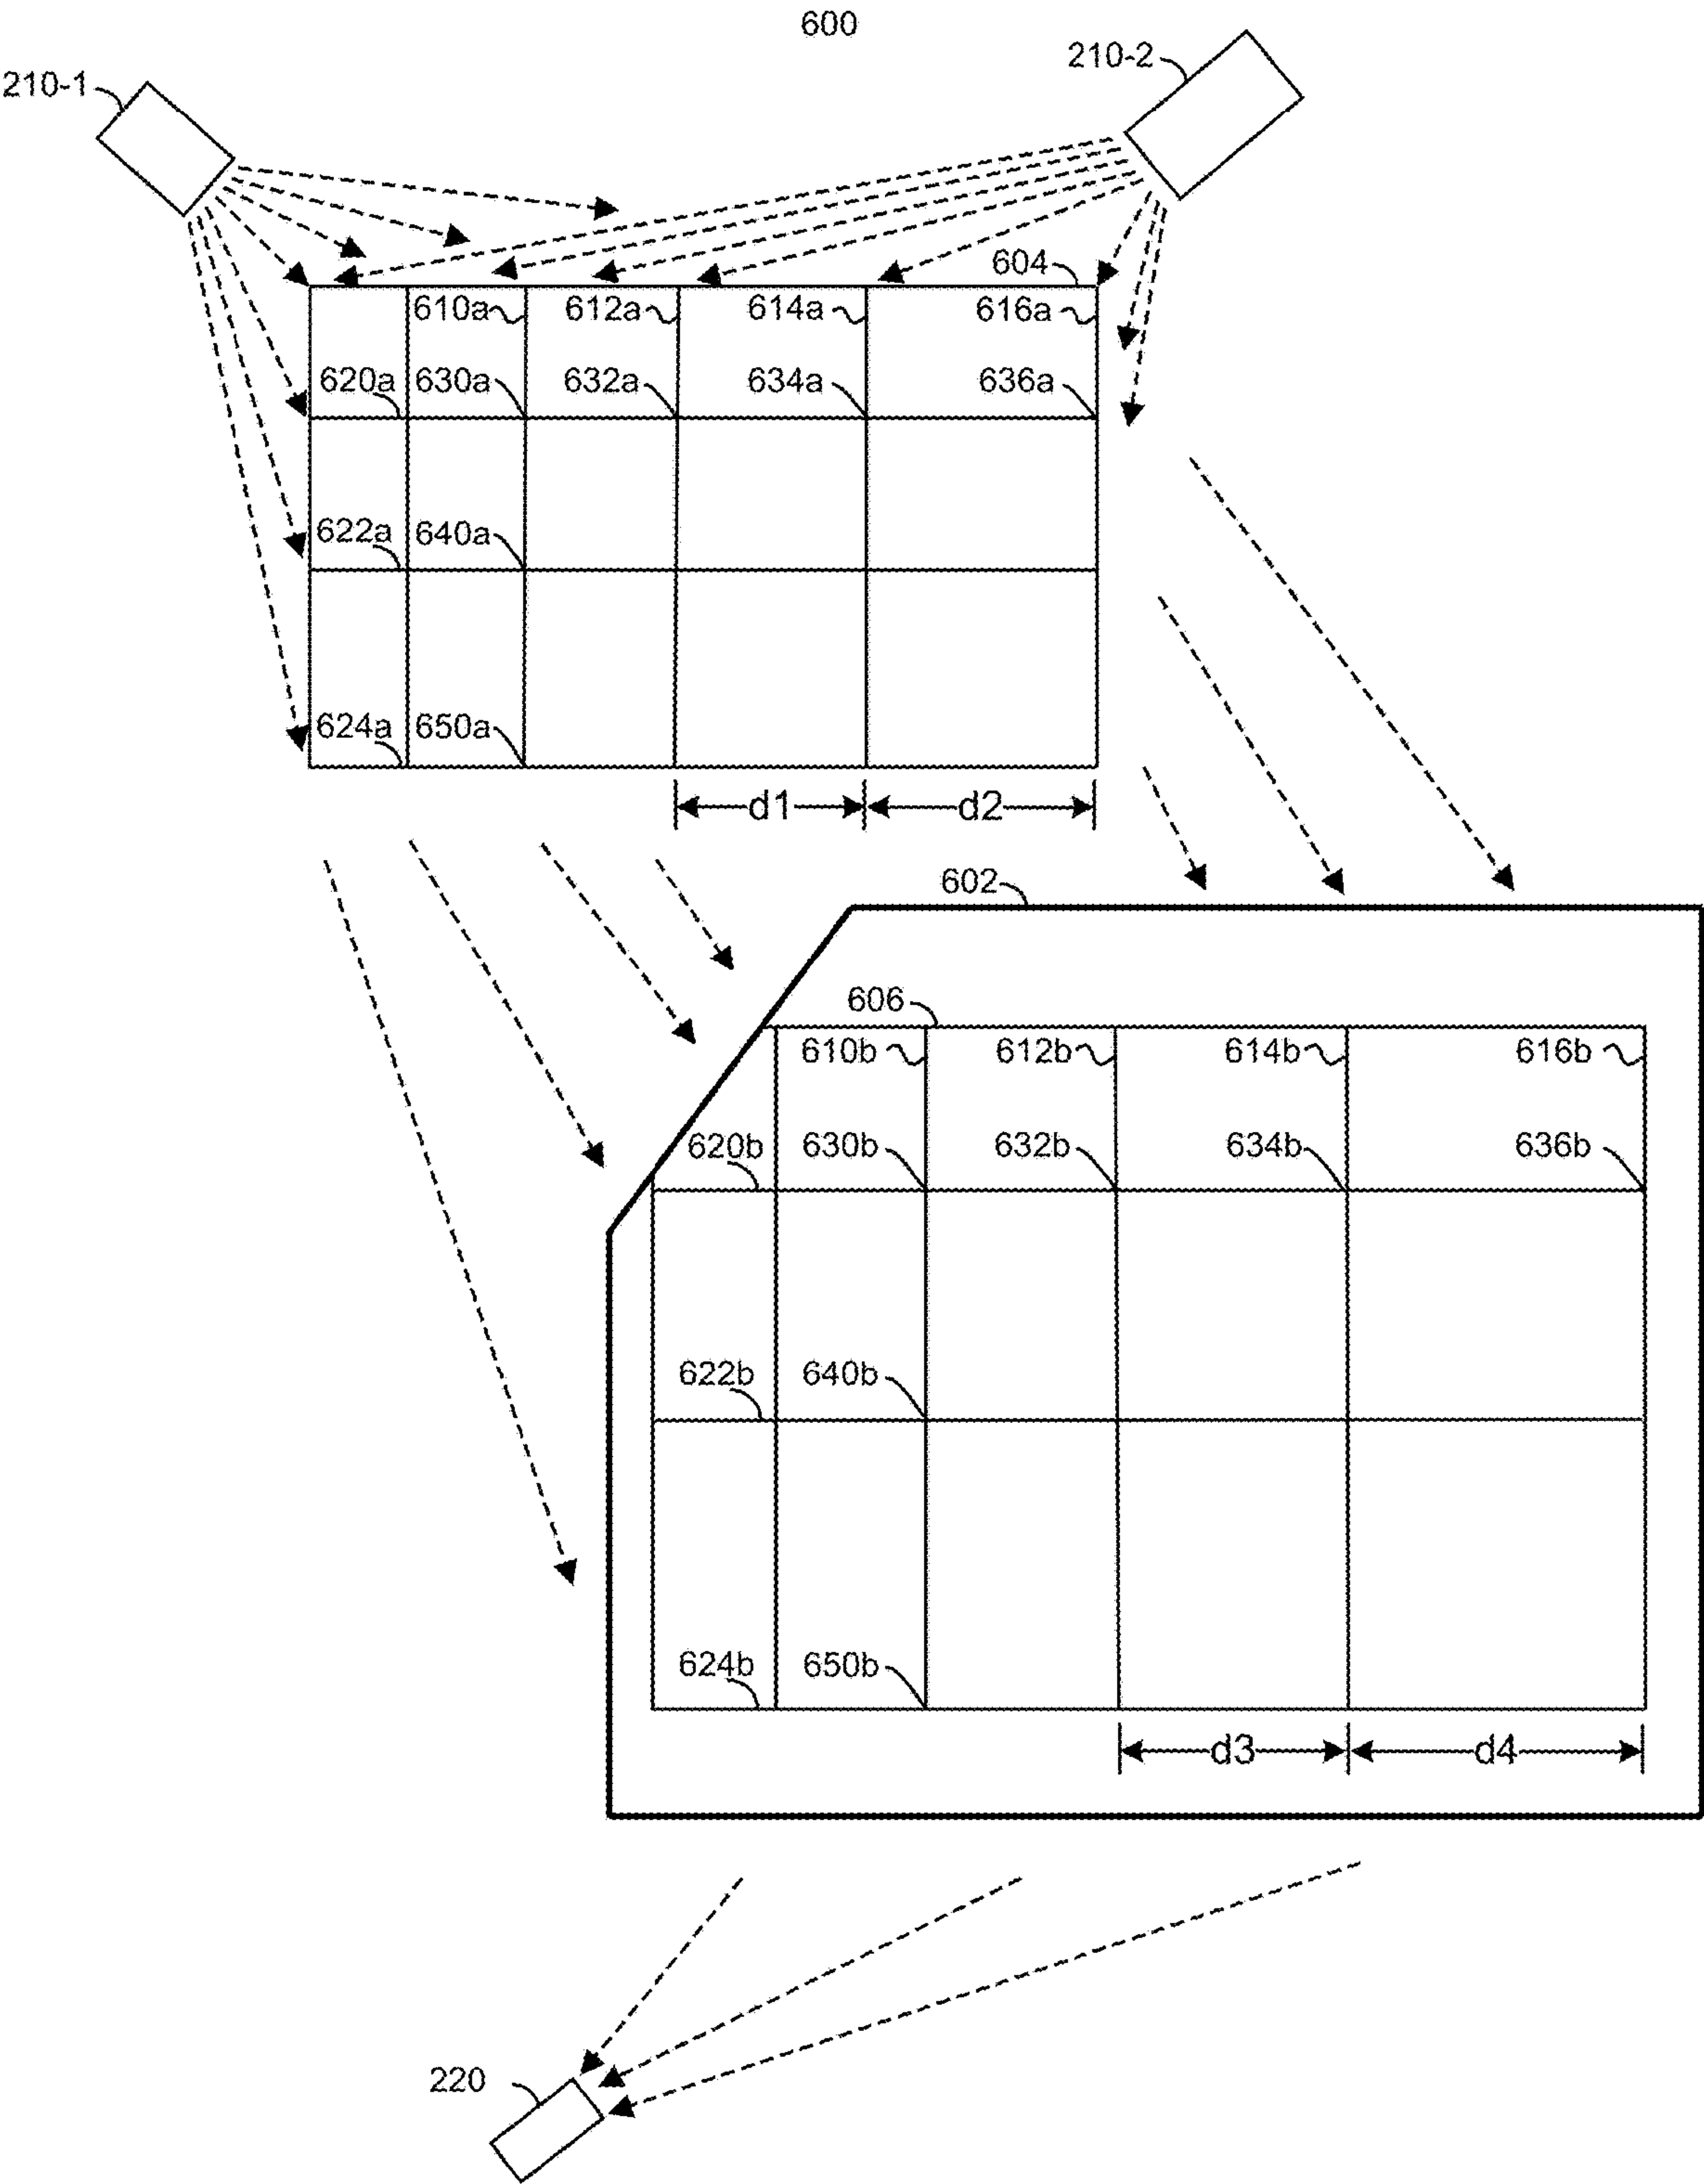 600
210-1
210-2
604
610a 612a 614a 616a
620a 630a 632a 634a 636a
622a 640a
624a 650a
d1 d2
602
606
610b 612b 614b 616b
620b 630b 632b 634b 636b
622b 640b
624b 650b
d3 d4
220